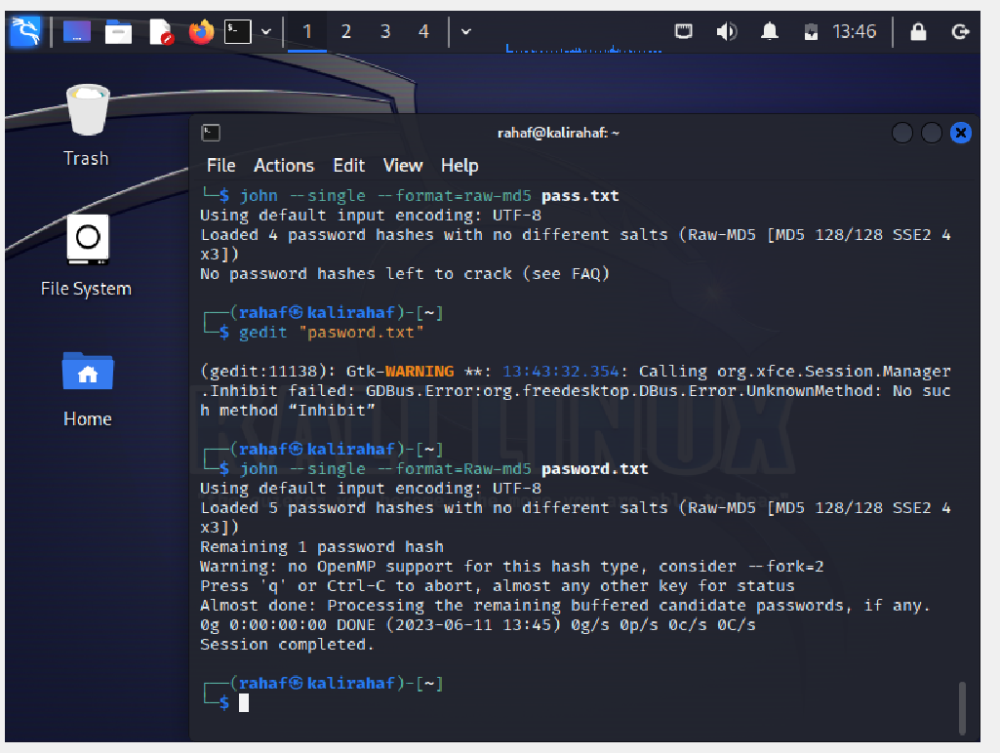 1 2 3 4 13:46
Trash
File System
Home
rahaf@kalirahaf: ~
File Actions Edit View Help
└─$ john --single --format=raw-md5 pass.txt
Using default input encoding: UTF-8
Loaded 4 password hashes with no different salts (Raw-MD5 [MD5 128/128 SSE2 4
x3])
No password hashes left to crack (see FAQ)
┌──(rahaf㉿kalirahaf)-[~]
└─$ gedit "pasword.txt"
(gedit:11138): Gtk-WARNING **: 13:43:32.354: Calling org.xfce.Session.Manager
.Inhibit failed: GDBus.Error:org.freedesktop.DBus.Error.UnknownMethod: No suc
h method “Inhibit”
┌──(rahaf㉿kalirahaf)-[~]
└─$ john --single --format=Raw-md5 pasword.txt
Using default input encoding: UTF-8
Loaded 5 password hashes with no different salts (Raw-MD5 [MD5 128/128 SSE2 4
x3])
Remaining 1 password hash
Warning: no OpenMP support for this hash type, consider --fork=2
Press 'q' or Ctrl-C to abort, almost any other key for status
Almost done: Processing the remaining buffered candidate passwords, if any.
0g 0:00:00:00 DONE (2023-06-11 13:45) 0g/s 0p/s 0c/s 0C/s
Session completed.
┌──(rahaf㉿kalirahaf)-[~]
└─$
KALI LINUX